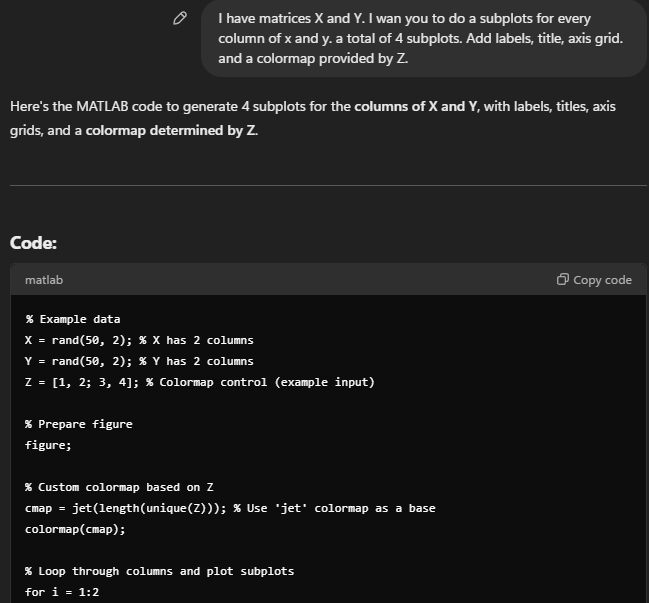 I have matrices X and Y. I wan you to do a subplots for every
column of x and y. a total of 4 subplots. Add labels, title, axis grid.
and a colormap provided by Z.
Here's the MATLAB code to generate 4 subplots for the columns of X and Y, with labels, titles, axis
grids, and a colormap determined by Z.
Code:
matlab
Copy code
% Example data
X = rand(50, 2); % X has 2 columns
Y = rand(50, 2); % Y has 2 columns
Z = [1, 2; 3, 4]; % Colormap control (example input)
% Prepare figure
figure;
% Custom colormap based on Z
cmap = jet(length(unique(Z))); % Use 'jet' colormap as a base
colormap(cmap);
% Loop through columns and plot subplots
for i = 1:2